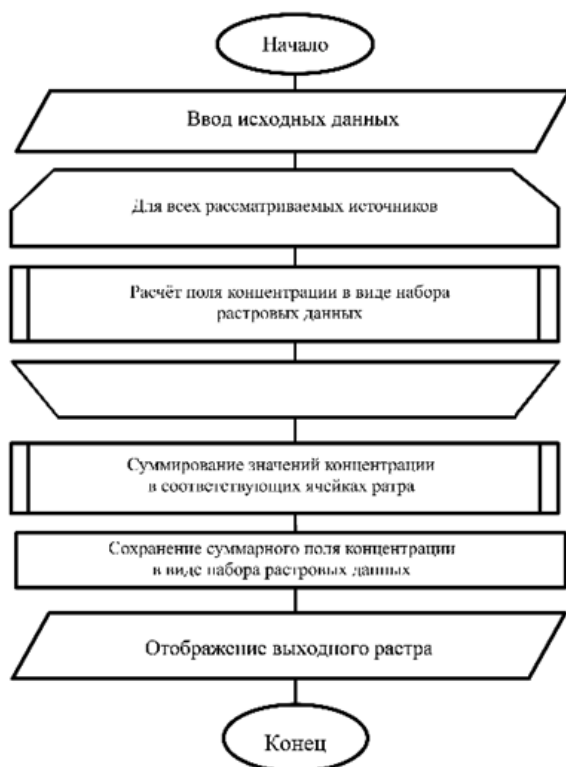 Начало
Ввод исходных данных
Для всех рассматриваемых источников
Расчёт поля концентрации в виде набора
растровых данных
Суммирование значений концентрации
в соответствующих ячейках ратра
Сохранение суммарного поля концентрации
в виде набора растровых данных
Отображение выходного растра
Конец